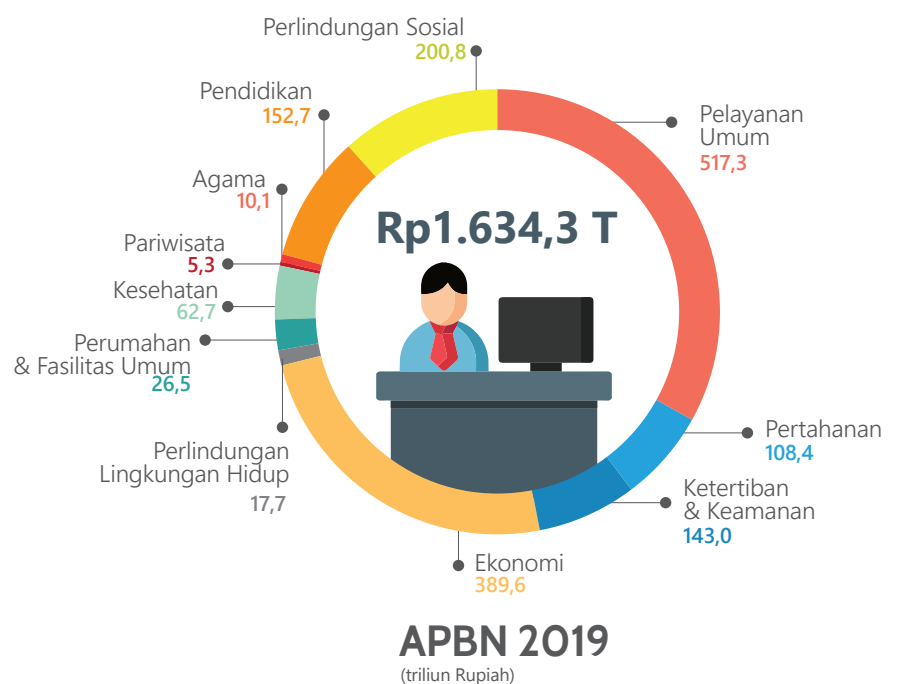 Perlindungan Sosial
200,8
Pendidikan
152,7
Agama
10,1
Pariwisata
5,3
Kesehatan
62,7
Perumahan
& Fasilitas Umum
26,5
Perlindungan
Lingkungan Hidup
17,7
Pelayanan
Umum
517,3
Rp1.634,3 T
Pertahanan
108,4
Ketertiban
& Keamanan
143,0
Ekonomi
389,6
APBN 2019
(triliun Rupiah)